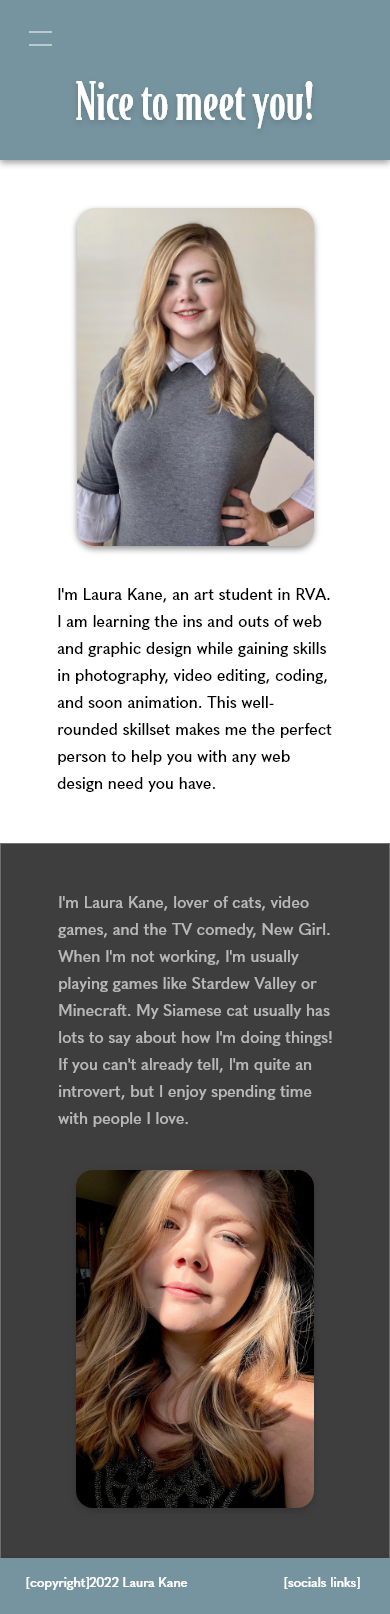 Nice to meet you!
I'm Laura Kane, an art student in RVA.
I am learning the ins and outs of web
and graphic design while gaining skills
in photography, video editing, coding,
and soon animation. This well-
rounded skillset makes me the perfect
person to help you with any web
design need you have.
I'm Laura Kane, lover of cats, video
games, and the TV comedy, New Girl.
When I'm not working, I'm usually
playing games like Stardew Valley or
Minecraft. My Siamese cat usually has
lots to say about how I'm doing things!
If you can't already tell, I'm quite an
introvert, but I enjoy spending time
with people I love.
[copyright]2022 Laura Kane [socials links]